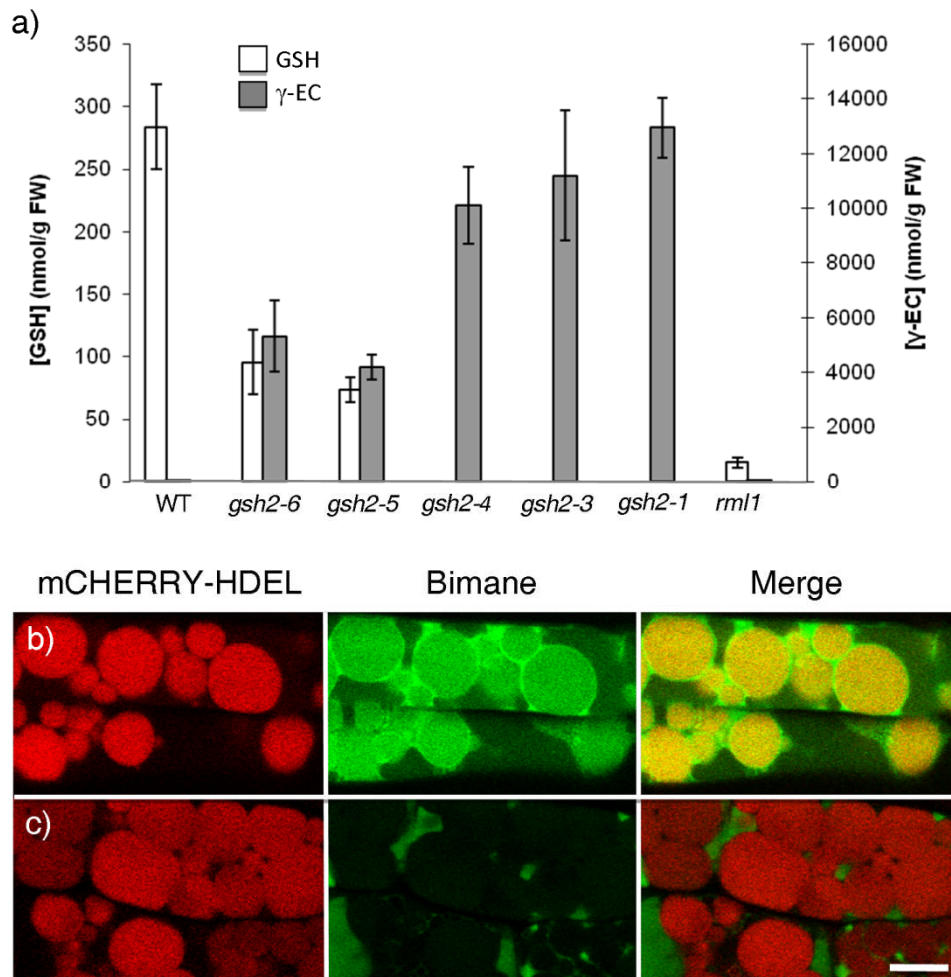 a)
350
300
250
200
150
100
50
0
[GSH] (nmol/g FW)
GSH
γ-EC
16000
14000
12000
10000
8000
6000
4000
2000
0
[γ-EC] (nmol/g FW)
WT gsh2-6 gsh2-5 gsh2-4 gsh2-3 gsh2-1 rml1
mCHERRY-HDEL Bimane Merge
b)
c)